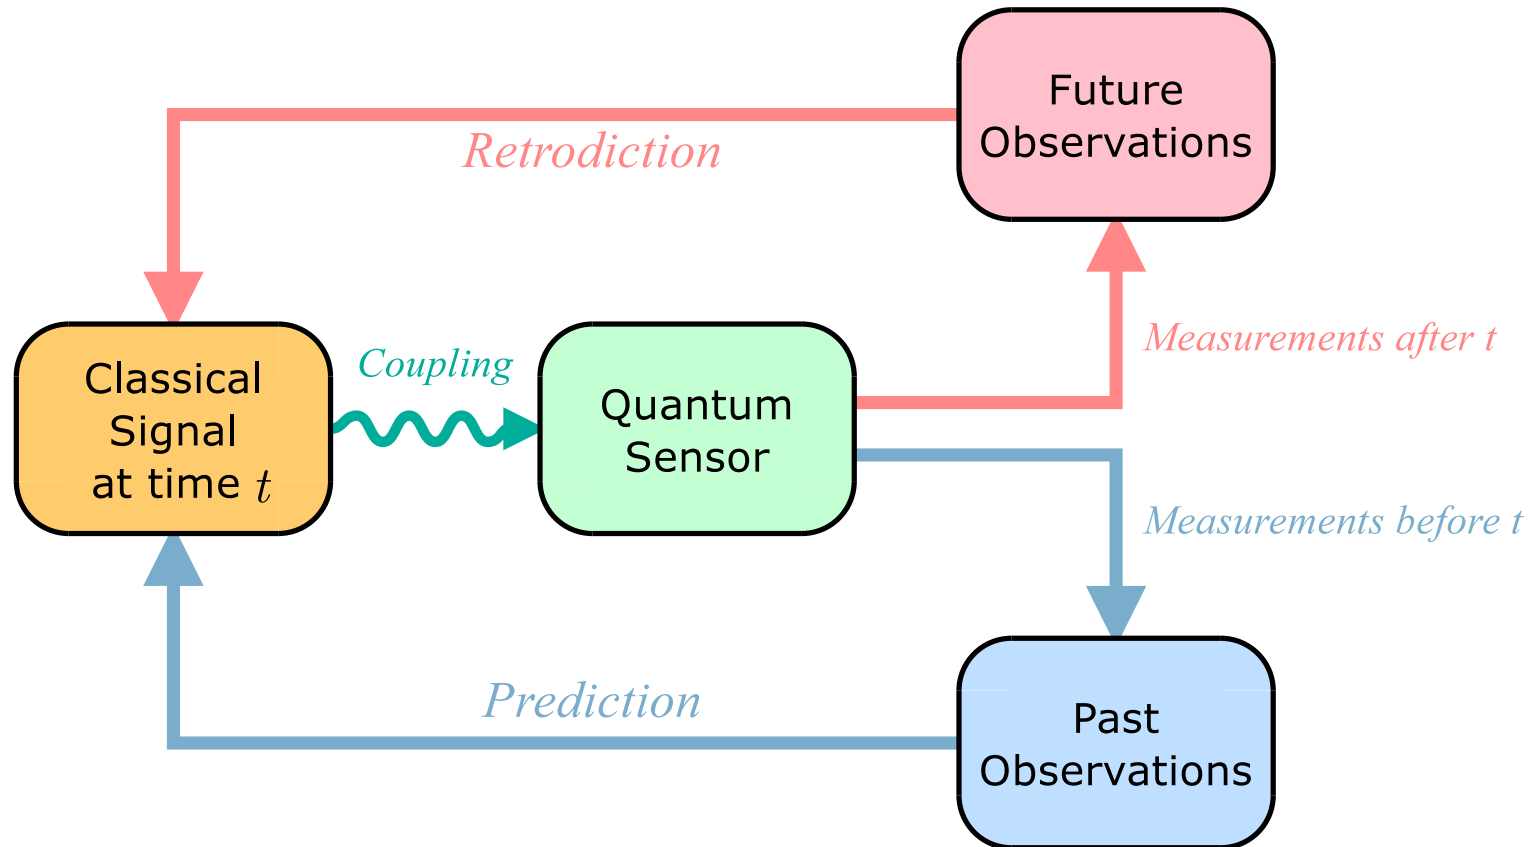 Future
Observations
Retrodiction
Measurements after t
Classical
Signal
at time t
Coupling
Quantum
Sensor
Measurements before t
Prediction
Past
Observations